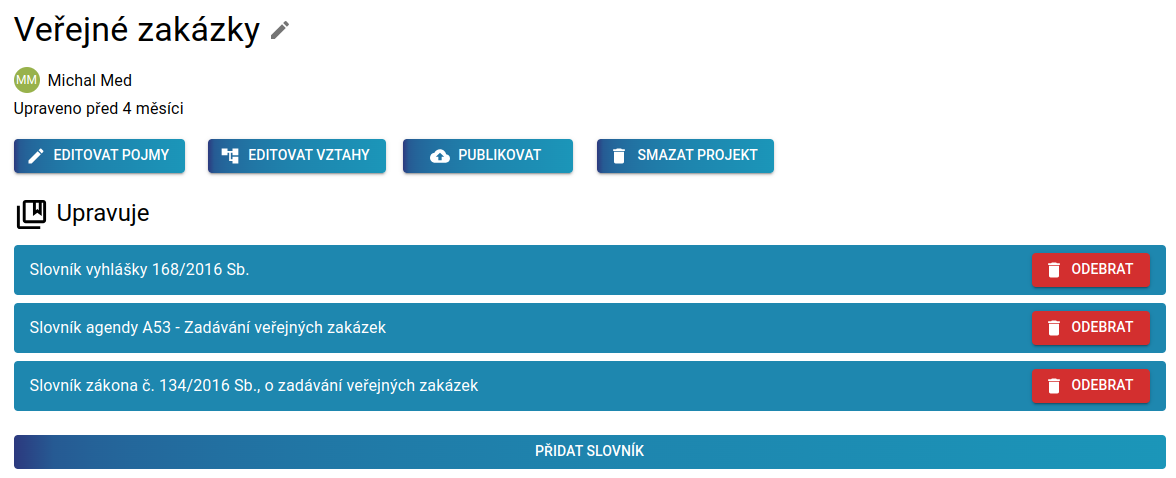 Veřejné zakázky
MM Michal Med
Upraveno před 4 měsíci
EDITOVAT POJMY EDITOVAT VZTAHY PUBLIKOVAT SMAZAT PROJEKT
Upravuje
Slovník vyhlášky 168/2016 Sb. ODEBRAT
Slovník agendy A53 - Zadávání veřejných zakázek ODEBRAT
Slovník zákona č. 134/2016 Sb., o zadávání veřejných zakázek ODEBRAT
PŘIDAT SLOVNÍK